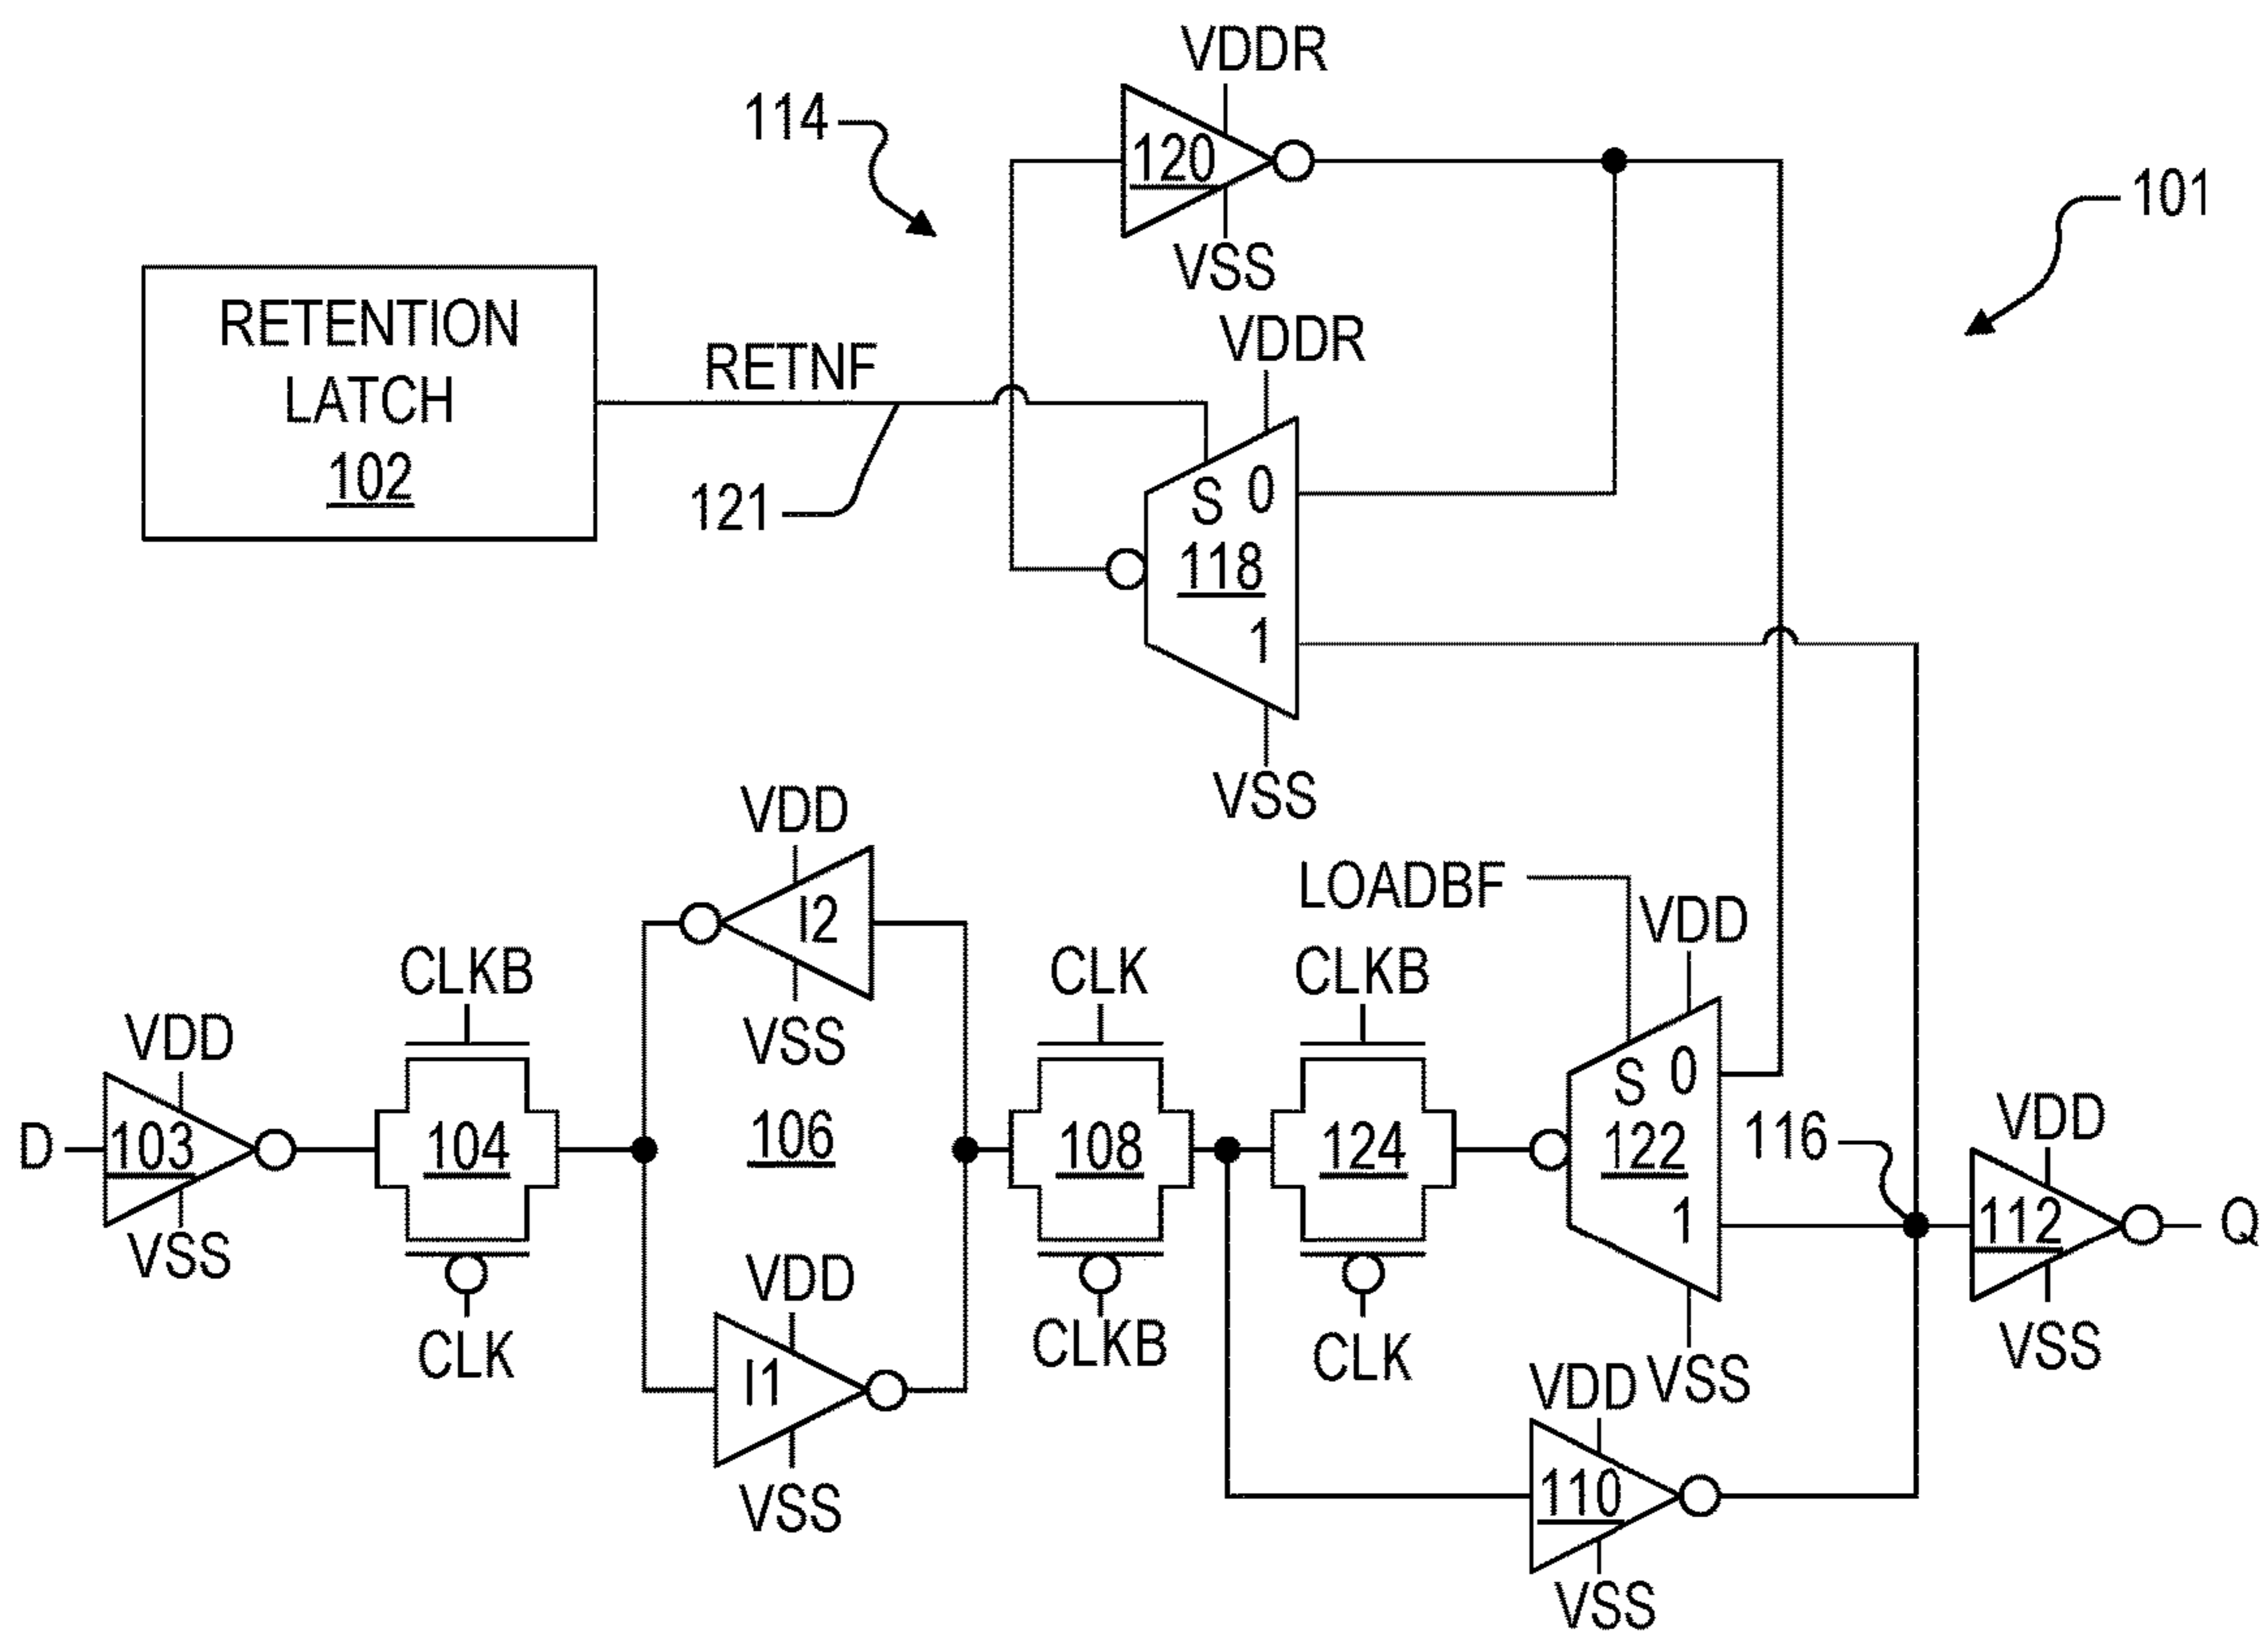 VDDR
114
120
101
VSS
RETENTION
LATCH
102
RETNF
VDDR
121
S 0
118
1
VSS
VDD
LOADBF
I2
VDD
CLKB
CLK
CLKB
VDD
VSS
S 0
D
103
104
106
108
124
122
116
VDD
1
112
Q
VSS
CLK
VDD
CLKB
CLK
VSS
VSS
I1
VDD
110
VSS
VSS